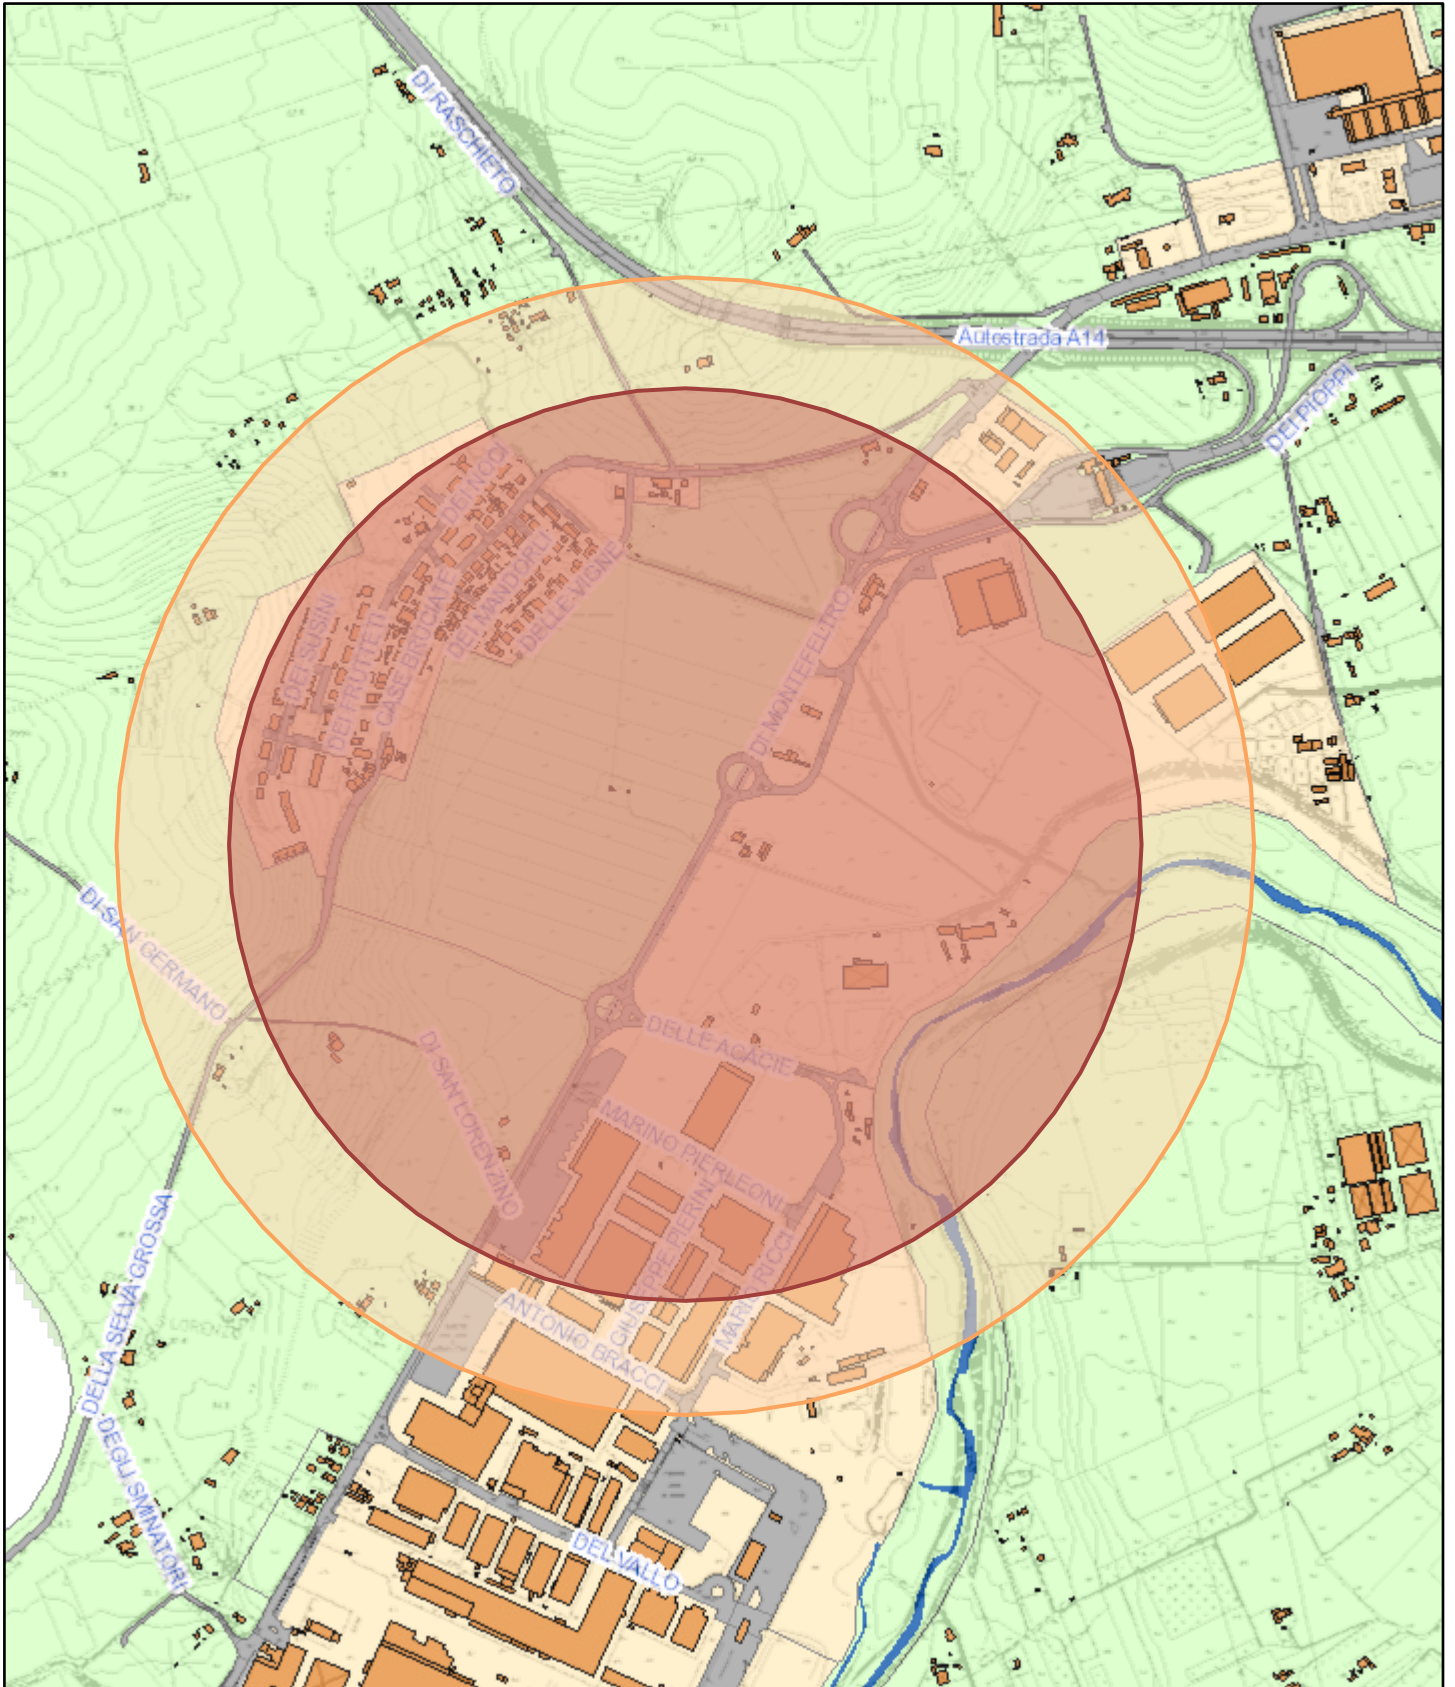 DI RASCHIETO
Autostrada A14
DEI PIOPPI
DEI NOCI
DEI MANDORLI
DELLE VIGNE
CASE BRUCIATE
DEI FRUTTETI
DEI SUSINI
DI MONTEFELTRO
DI SAN GERMANO
DI SAN LORENZINO
DELLE ACACIE
MARINO PIERLEONI
GIUSEPPE PIERINI
MARIO RICCI
ANTONIO BRACCI
DELLA SELVA GROSSA
DEGLI SMINATORI
DEL VALLO